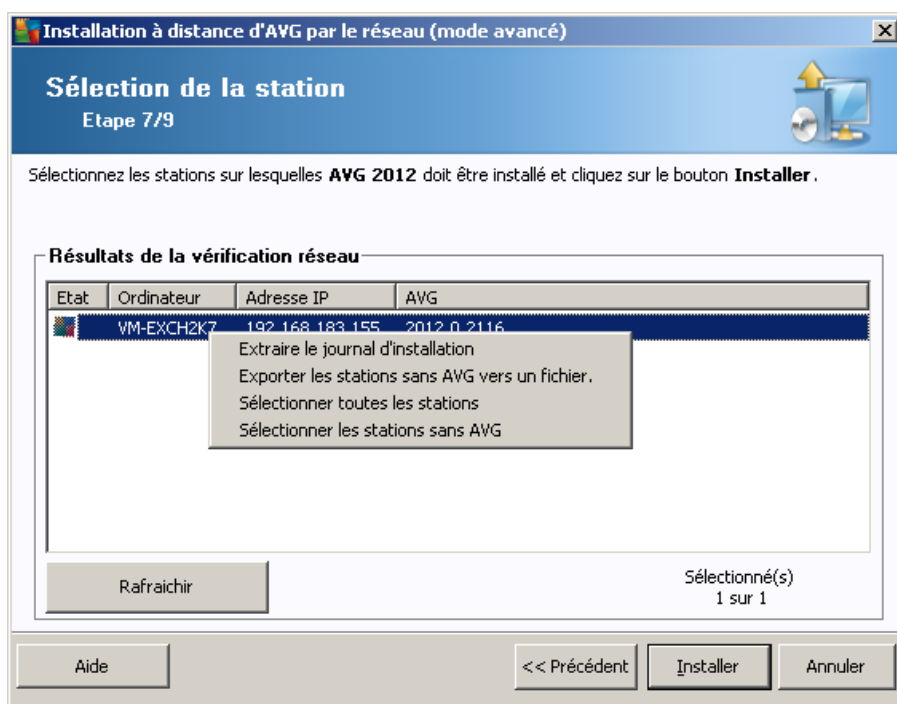 Installation à distance d'AVG par le réseau (mode avancé)
Sélection de la station
Etape 7/9
Sélectionnez les stations sur lesquelles AVG 2012 doit être installé et cliquez sur le bouton Installer.
Résultats de la vérification réseau
Etat Ordinateur Adresse IP AVG
VM-EXCH2K7 192.168.183.155 2012.0.2116
Extraire le journal d'installation
Exporter les stations sans AVG vers un fichier.
Sélectionner toutes les stations
Sélectionner les stations sans AVG
Rafraichir
Sélectionné(s)
1 sur 1
Aide << Précédent Installer Annuler